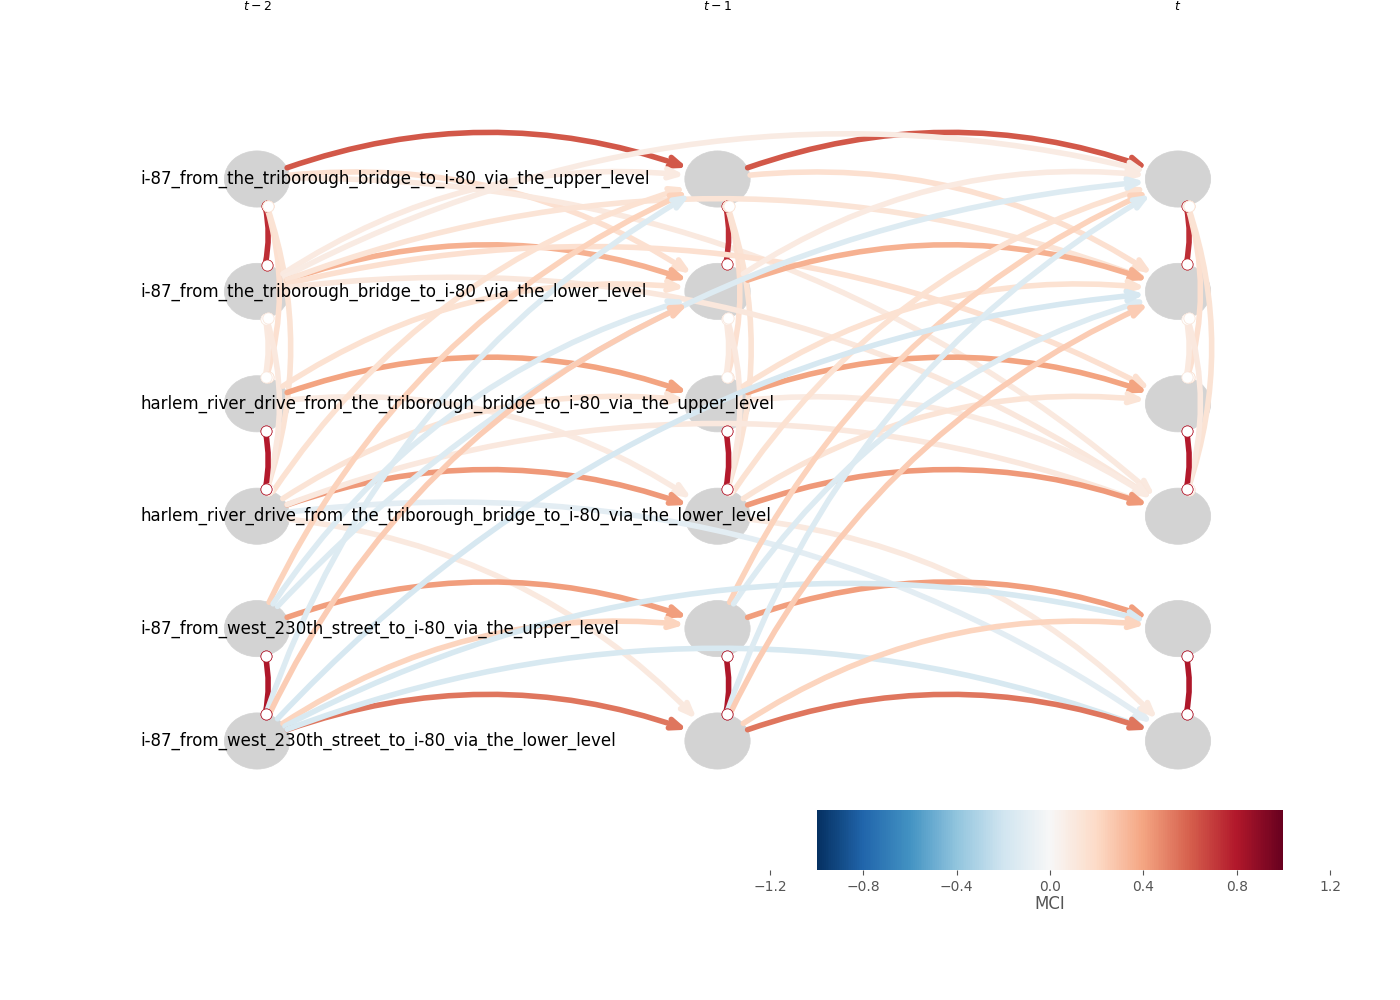 t − 2 t − 1 t
i-87_from_the_triborough_bridge_to_i-80_via_the_upper_level
i-87_from_the_triborough_bridge_to_i-80_via_the_lower_level
harlem_river_drive_from_the_triborough_bridge_to_i-80_via_the_upper_level
harlem_river_drive_from_the_triborough_bridge_to_i-80_via_the_lower_level
i-87_from_west_230th_street_to_i-80_via_the_upper_level
i-87_from_west_230th_street_to_i-80_via_the_lower_level
−1.2 −0.8 −0.4 0.0 0.4 0.8 1.2
MCI